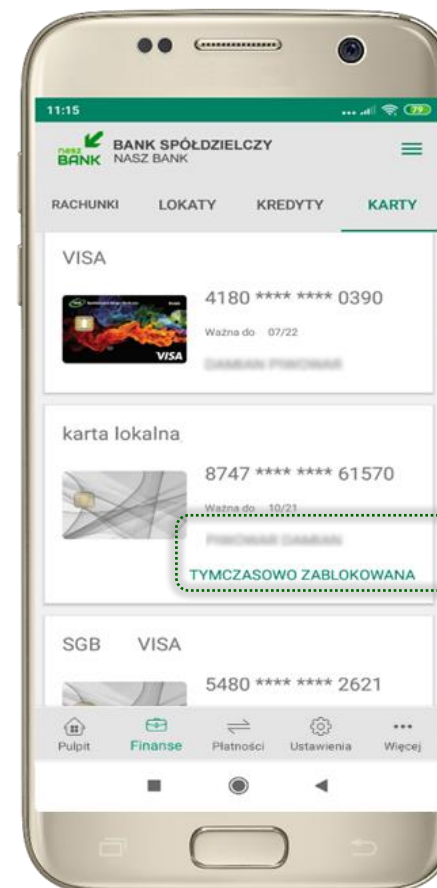 11:15
79
nasz BANK
BANK SPÓŁDZIELCZY
NASZ BANK
RACHUNKI LOKATY KREDYTY KARTY
VISA
4180 **** **** 0390
Ważna do 07/22
VISA
karta lokalna
8747 **** **** 61570
Ważna do 10/21
TYMCZASOWO ZABLOKOWANA
SGB VISA
5480 **** **** 2621
Pulpit Finanse Płatności Ustawienia Więcej